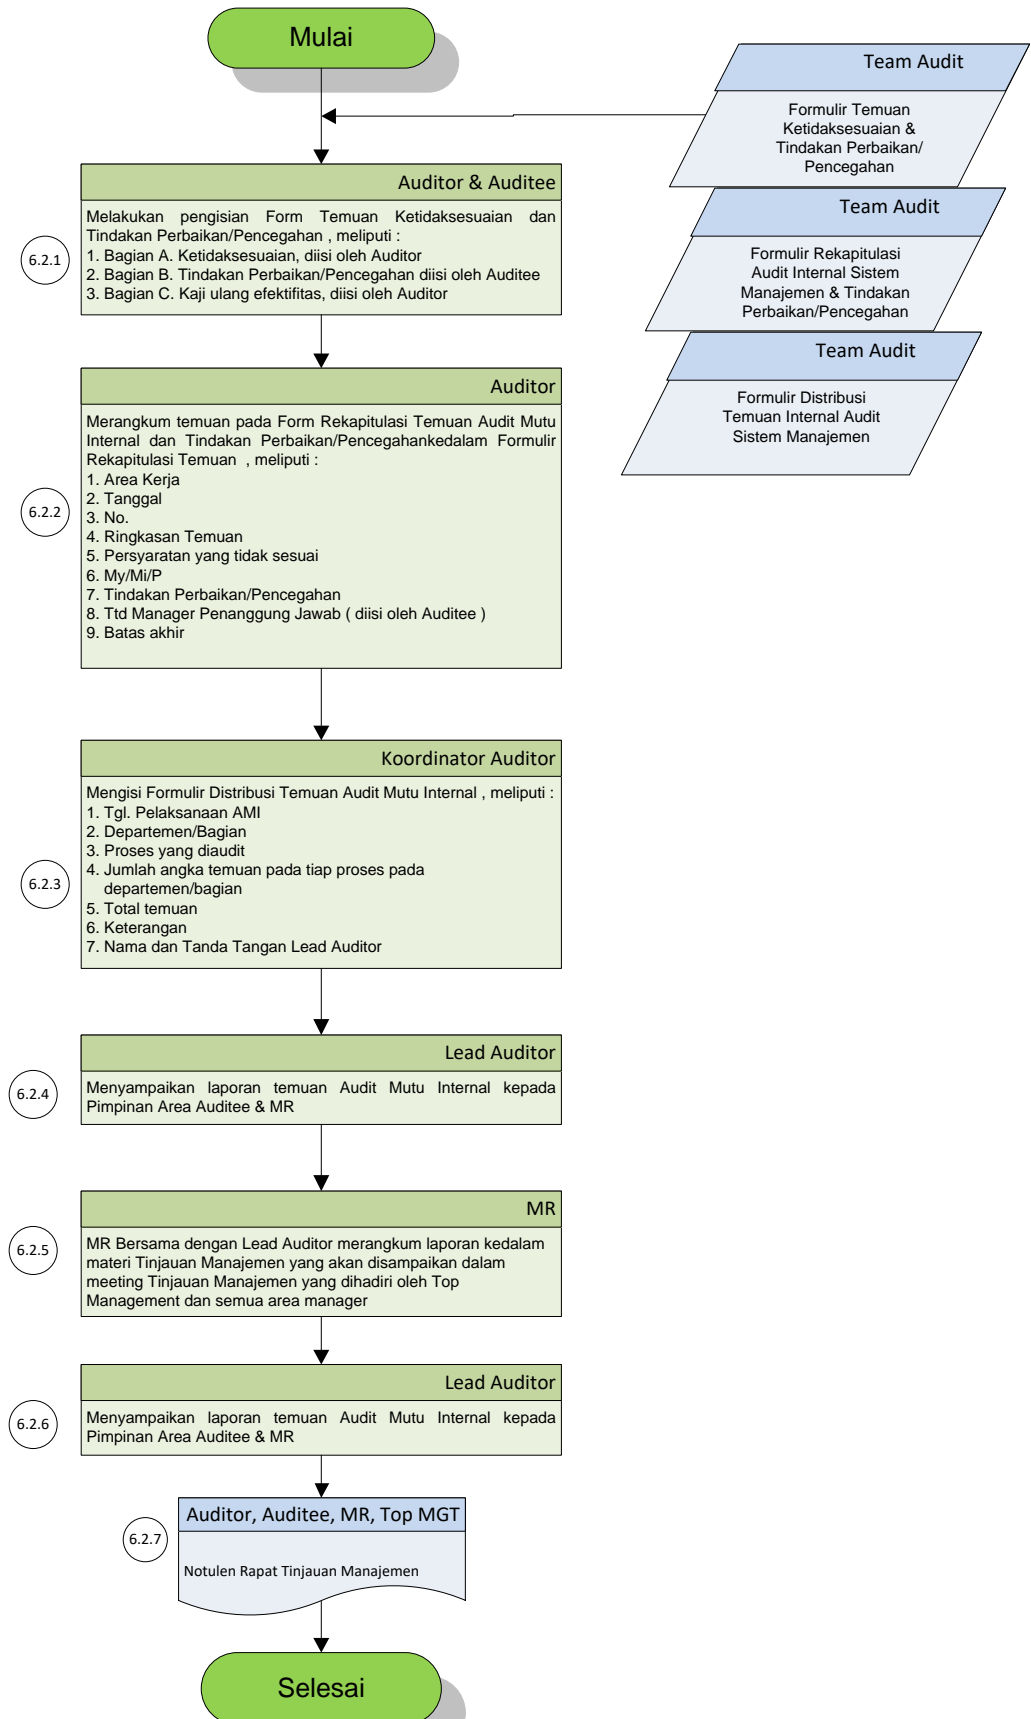 Mulai
Team Audit
Formulir Temuan
Ketidaksesuaian &
Tindakan Perbaikan/
Pencegahan
Team Audit
Formulir Rekapitulasi
Audit Internal Sistem
Manajemen & Tindakan
Perbaikan/Pencegahan
Team Audit
Formulir Distribusi
Temuan Internal Audit
Sistem Manajemen
6.2.1
Auditor & Auditee
Melakukan pengisian Form Temuan Ketidaksesuaian dan
Tindakan Perbaikan/Pencegahan , meliputi :
1. Bagian A. Ketidaksesuaian, diisi oleh Auditor
2. Bagian B. Tindakan Perbaikan/Pencegahan diisi oleh Auditee
3. Bagian C. Kaji ulang efektifitas, diisi oleh Auditor
6.2.2
Auditor
Merangkum temuan pada Form Rekapitulasi Temuan Audit Mutu
Internal dan Tindakan Perbaikan/Pencegahankedalam Formulir
Rekapitulasi Temuan , meliputi :
1. Area Kerja
2. Tanggal
3. No.
4. Ringkasan Temuan
5. Persyaratan yang tidak sesuai
6. My/Mi/P
7. Tindakan Perbaikan/Pencegahan
8. Ttd Manager Penanggung Jawab ( diisi oleh Auditee )
9. Batas akhir
6.2.3
Koordinator Auditor
Mengisi Formulir Distribusi Temuan Audit Mutu Internal , meliputi :
1. Tgl. Pelaksanaan AMI
2. Departemen/Bagian
3. Proses yang diaudit
4. Jumlah angka temuan pada tiap proses pada
departemen/bagian
5. Total temuan
6. Keterangan
7. Nama dan Tanda Tangan Lead Auditor
6.2.4
Lead Auditor
Menyampaikan laporan temuan Audit Mutu Internal kepada
Pimpinan Area Auditee & MR
6.2.5
MR
MR Bersama dengan Lead Auditor merangkum laporan kedalam
materi Tinjauan Manajemen yang akan disampaikan dalam
meeting Tinjauan Manajemen yang dihadiri oleh Top
Management dan semua area manager
6.2.6
Lead Auditor
Menyampaikan laporan temuan Audit Mutu Internal kepada
Pimpinan Area Auditee & MR
6.2.7
Auditor, Auditee, MR, Top MGT
Notulen Rapat Tinjauan Manajemen
Selesai